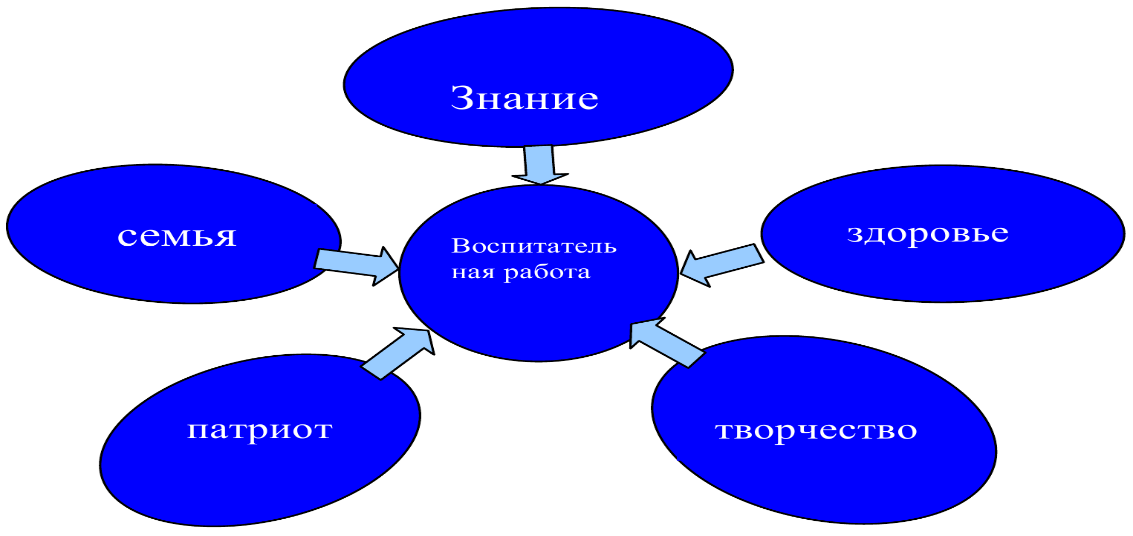 Знание
семья
Воспитатель
ная работа
здоровье
патриот
творчество